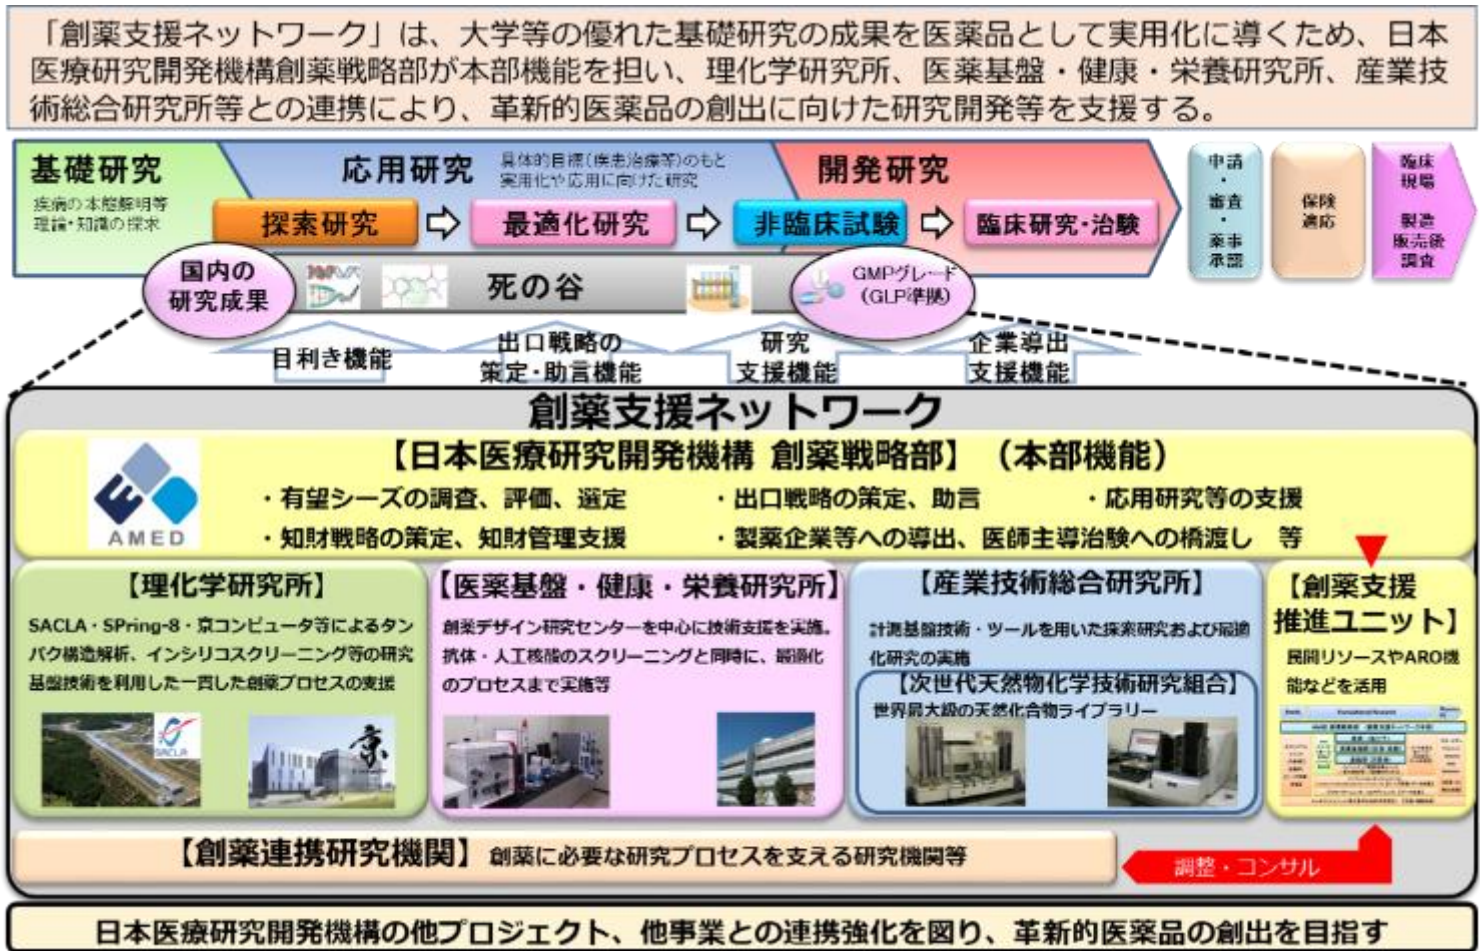 「創薬支援ネットワーク」は、大学等の優れた基礎研究の成果を医薬品として実用化に導くため、日本
医療研究開発機構創薬戦略部が本部機能を担い、理化学研究所、医薬基盤・健康・栄養研究所、産業技
術総合研究所等との連携により、革新的医薬品の創出に向けた研究開発等を支援する。
基礎研究
疾病の本態解明等
理論・知識の探求
応用研究
具体的目標(疾患治療等)のもと
実用化や応用に向けた研究
開発研究
探索研究
最適化研究
非臨床試験
臨床研究・治験
申請
・
審査
・
薬事
承認
保険
適応
臨床
現場
製造
販売後
調査
国内の
研究成果
死の谷
GMPグレード
(GLP準拠)
目利き機能
出口戦略の
策定・助言機能
研究
支援機能
企業導出
支援機能
創薬支援ネットワーク
【日本医療研究開発機構 創薬戦略部】(本部機能)
AMED
・有望シーズの調査、評価、選定
・出口戦略の策定、助言
・応用研究等の支援
・知財戦略の策定、知財管理支援
・製薬企業等への導出、医師主導治験への橋渡し 等
【理化学研究所】
SACLA・SPring-8・京コンピュータ等によるタン
パク構造解析、インシリコスクリーニング等の研究
基盤技術を利用した一貫した創薬プロセスの支援
SACLA
京
【医薬基盤・健康・栄養研究所】
創薬デザイン研究センターを中心に技術支援を実施。
抗体・人工核酸のスクリーニングと同時に、最適化
のプロセスまで実施等
【産業技術総合研究所】
計測基盤技術・ツールを用いた探索研究および最適
化研究の実施
【次世代天然物化学技術研究組合】
世界最大級の天然化合物ライブラリー
【創薬支援
推進ユニット】
民間リソースやARO機
能などを活用
【創薬連携研究機関】創薬に必要な研究プロセスを支える研究機関等
調整・コンサル
日本医療研究開発機構の他プロジェクト、他事業との連携強化を図り、革新的医薬品の創出を目指す